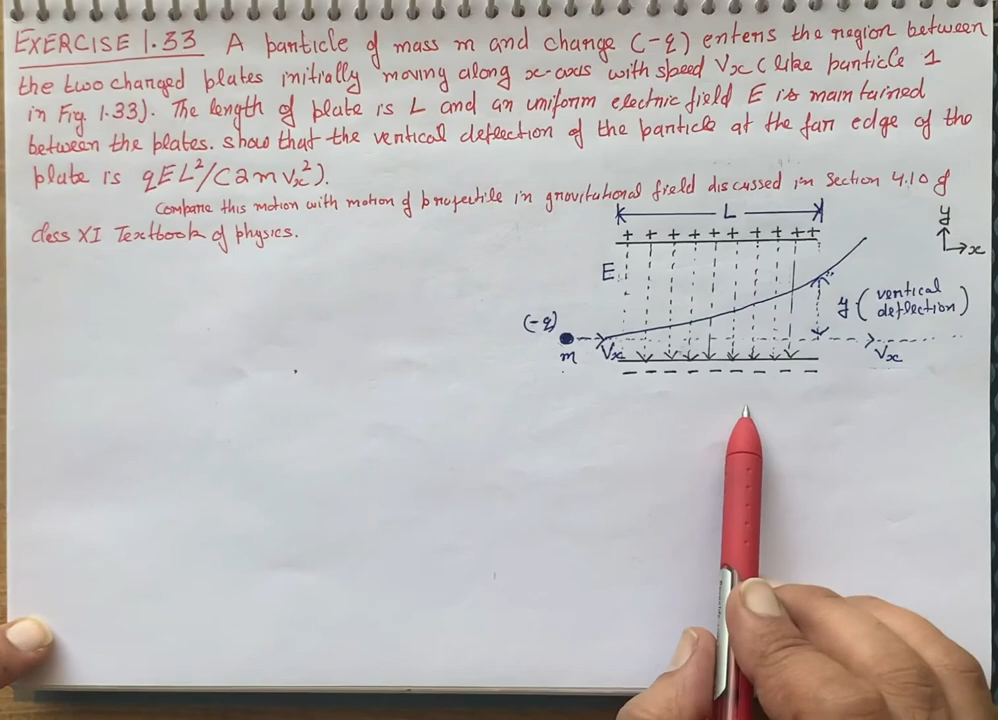 EXERCISE 1.33 A particle of mass m and charge (-q) enters the region between
the two charged plates initially moving along x-axis with speed Vx (like particle 1
in Fig. 1.33). The length of plate is L and an uniform electric field E is maintained
between the plates. show that the vertical deflection of the particle at the far edge of the
plate is qEL²/(2mVx²).
Compare this motion with motion of projectile in gravitational field discussed in section 4.10 of
class XI Textbook of physics.
L
y
x
+ + + + + + + + + +
E
y (vertical
deflection)
(-q)
m
Vx
Vx
— — — — — — — — —